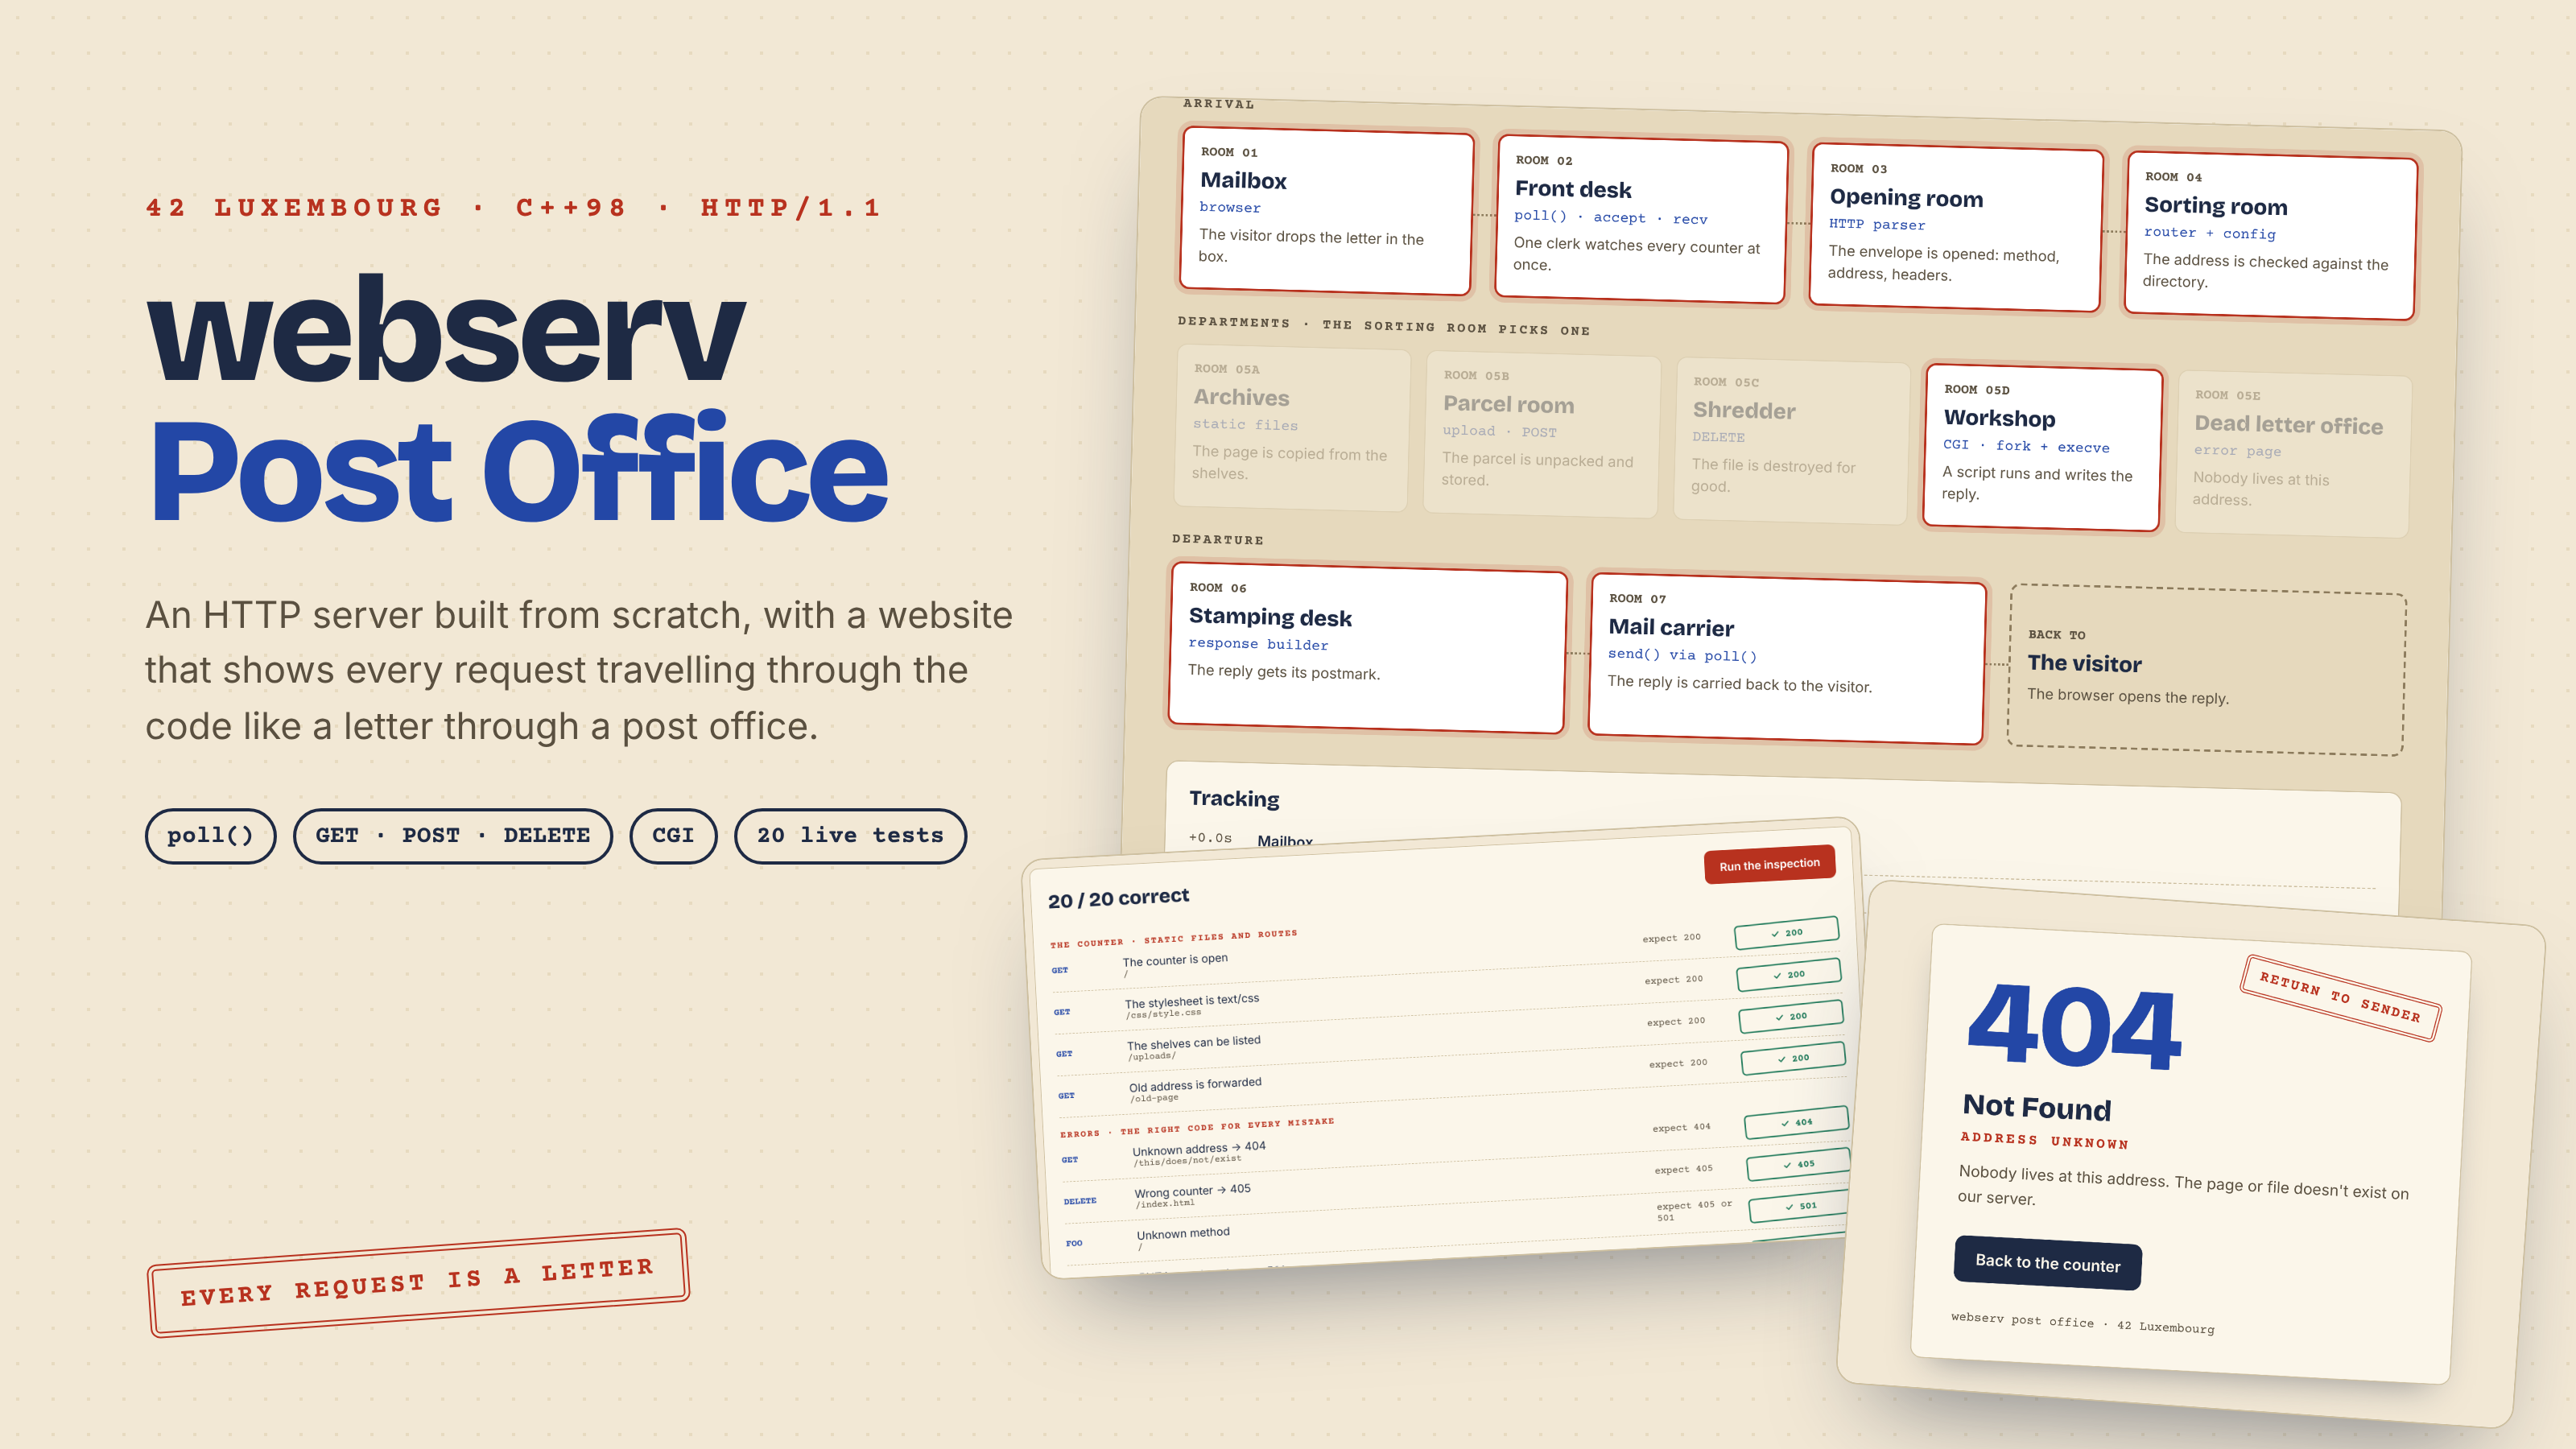 42 LUXEMBOURG · C++98 · HTTP/1.1
webserv
Post Office
An HTTP server built from scratch, with a website
that shows every request travelling through the
code like a letter through a post office.
poll()
GET · POST · DELETE
CGI
20 live tests
EVERY REQUEST IS A LETTER
ARRIVAL
ROOM 01
Mailbox
browser
The visitor drops the letter in the
box.
ROOM 02
Front desk
poll() · accept · recv
One clerk watches every counter at
once.
ROOM 03
Opening room
HTTP parser
The envelope is opened: method,
address, headers.
ROOM 04
Sorting room
router + config
The address is checked against the
directory.
DEPARTMENTS · THE SORTING ROOM PICKS ONE
ROOM 05A
Archives
static files
The page is copied from the
shelves.
ROOM 05B
Parcel room
upload · POST
The parcel is unpacked and
stored.
ROOM 05C
Shredder
DELETE
The file is destroyed for
good.
ROOM 05D
Workshop
CGI · fork + execve
A script runs and writes the
reply.
ROOM 05E
Dead letter office
error page
Nobody lives at this
address.
DEPARTURE
ROOM 06
Stamping desk
response builder
The reply gets its postmark.
ROOM 07
Mail carrier
send() via poll()
The reply is carried back to the visitor.
BACK TO
The visitor
The browser opens the reply.
Tracking
+0.0s Mailbox
20 / 20 correct
Run the inspection
THE COUNTER · STATIC FILES AND ROUTES
GET The counter is open expect 200 ✓ 200
/
GET The stylesheet is text/css expect 200 ✓ 200
/css/style.css
GET The shelves can be listed expect 200 ✓ 200
/uploads/
GET Old address is forwarded expect 200 ✓ 200
/old-page
ERRORS · THE RIGHT CODE FOR EVERY MISTAKE
GET Unknown address → 404 expect 404 ✓ 404
/this/does/not/exist
DELETE Wrong counter → 405 expect 405 ✓ 405
/index.html
FOO Unknown method expect 405 or 501 ✓ 501
/
RETURN TO SENDER
404
Not Found
ADDRESS UNKNOWN
Nobody lives at this address. The page or file doesn't exist on
our server.
Back to the counter
webserv post office · 42 Luxembourg